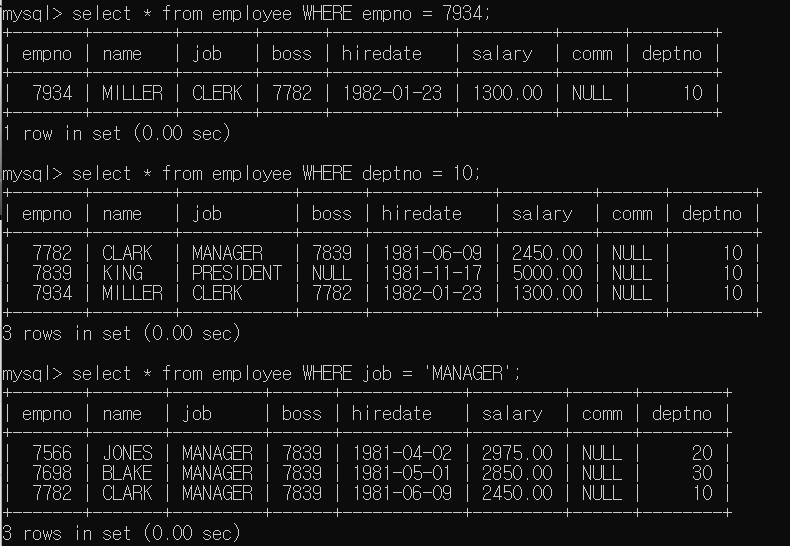 mysql> select * from employee WHERE empno = 7934;
+-------+--------+-------+------+------------+---------+------+--------+
| empno | name   | job   | boss | hiredate   | salary  | comm | deptno |
+-------+--------+-------+------+------------+---------+------+--------+
|  7934 | MILLER | CLERK | 7782 | 1982-01-23 | 1300.00 | NULL |     10 |
+-------+--------+-------+------+------------+---------+------+--------+
1 row in set (0.00 sec)
mysql> select * from employee WHERE deptno = 10;
+-------+--------+-----------+------+------------+---------+------+--------+
| empno | name   | job       | boss | hiredate   | salary  | comm | deptno |
+-------+--------+-----------+------+------------+---------+------+--------+
|  7782 | CLARK  | MANAGER   | 7839 | 1981-06-09 | 2450.00 | NULL |     10 |
|  7839 | KING   | PRESIDENT | NULL | 1981-11-17 | 5000.00 | NULL |     10 |
|  7934 | MILLER | CLERK     | 7782 | 1982-01-23 | 1300.00 | NULL |     10 |
+-------+--------+-----------+------+------------+---------+------+--------+
3 rows in set (0.00 sec)
mysql> select * from employee WHERE job = 'MANAGER';
+-------+-------+---------+------+------------+---------+------+--------+
| empno | name  | job     | boss | hiredate   | salary  | comm | deptno |
+-------+-------+---------+------+------------+---------+------+--------+
|  7566 | JONES | MANAGER | 7839 | 1981-04-02 | 2975.00 | NULL |     20 |
|  7698 | BLAKE | MANAGER | 7839 | 1981-05-01 | 2850.00 | NULL |     30 |
|  7782 | CLARK | MANAGER | 7839 | 1981-06-09 | 2450.00 | NULL |     10 |
+-------+-------+---------+------+------------+---------+------+--------+
3 rows in set (0.00 sec)